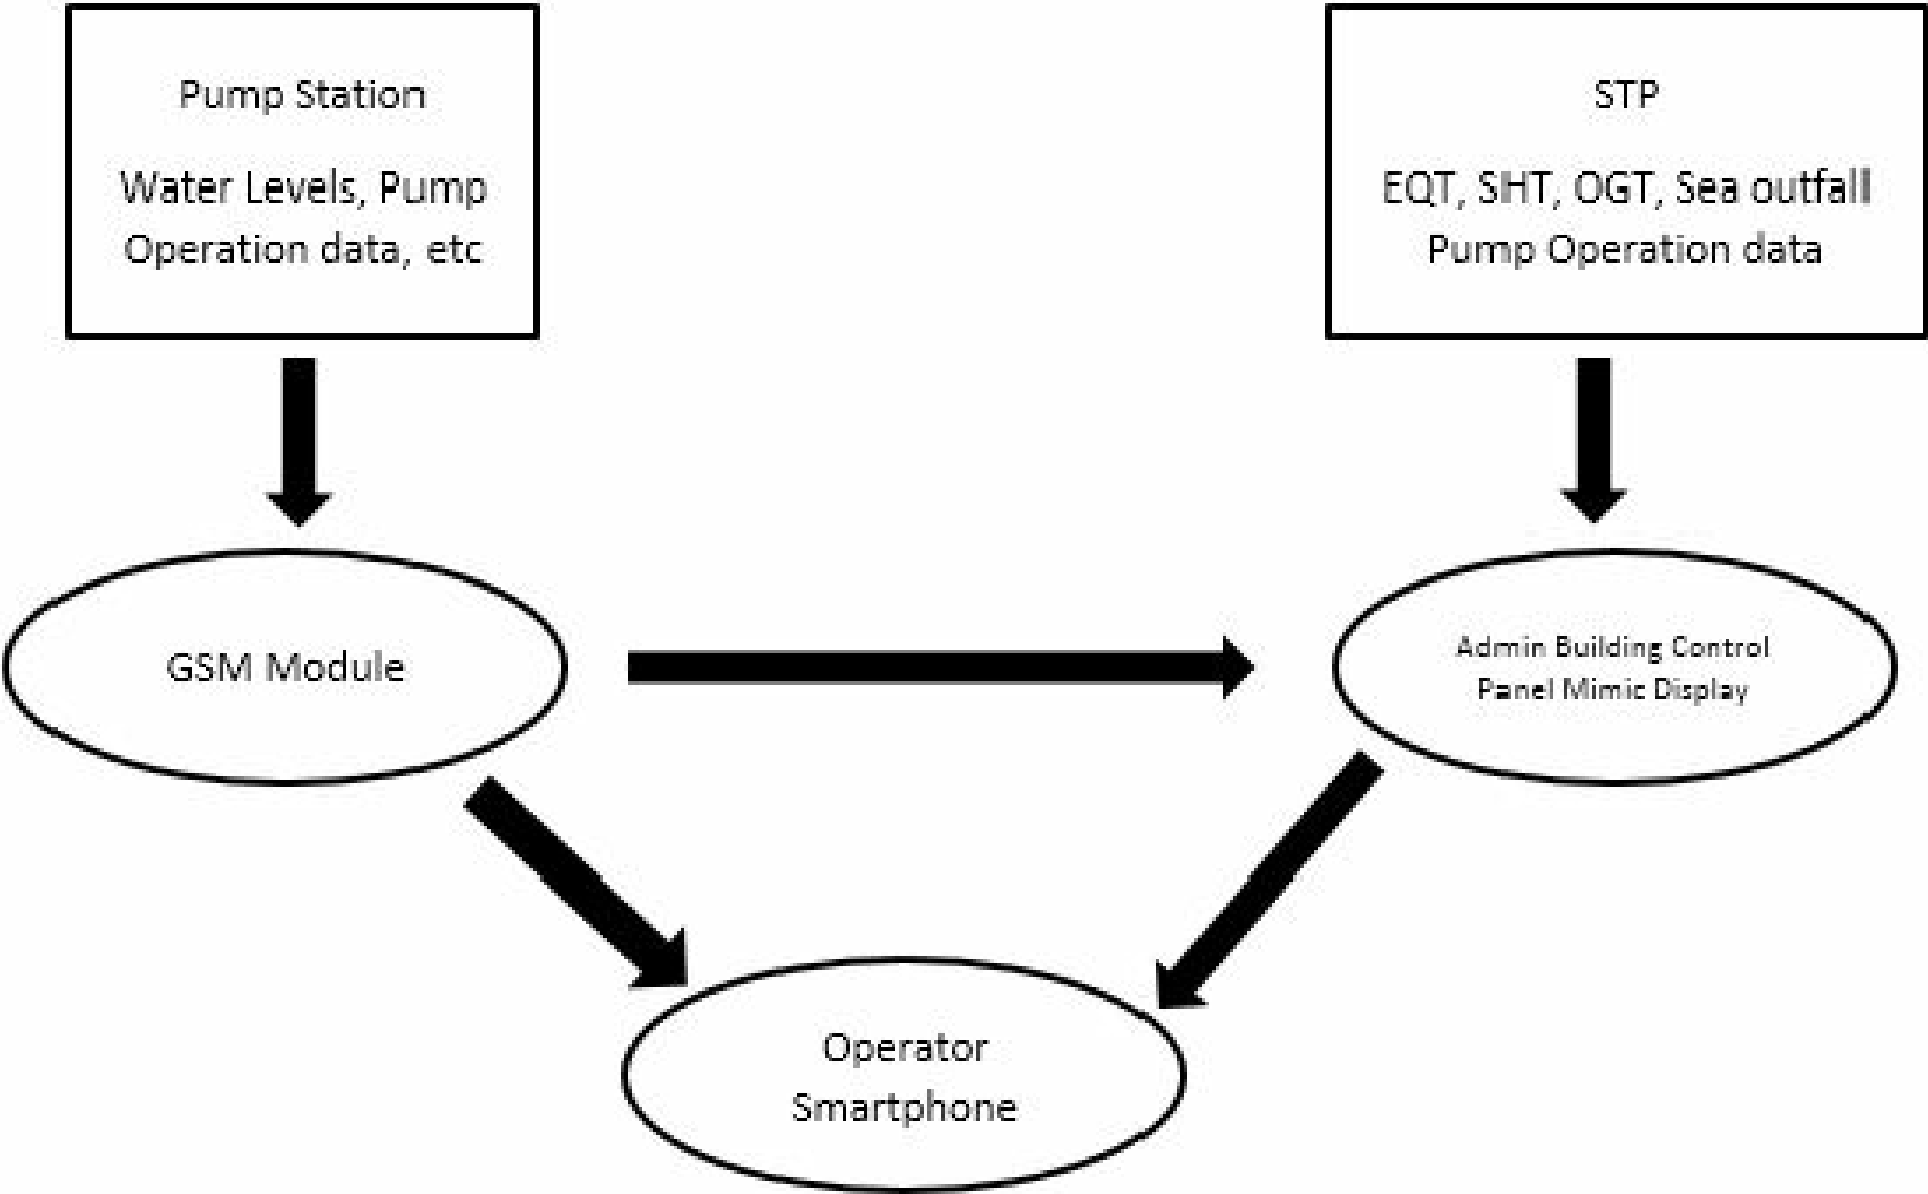 Pump Station
Water Levels, Pump
Operation data, etc
STP
EQT, SHT, OGT, Sea outfall
Pump Operation data
GSM Module
Admin Building Control
Panel Mimic Display
Operator
Smartphone